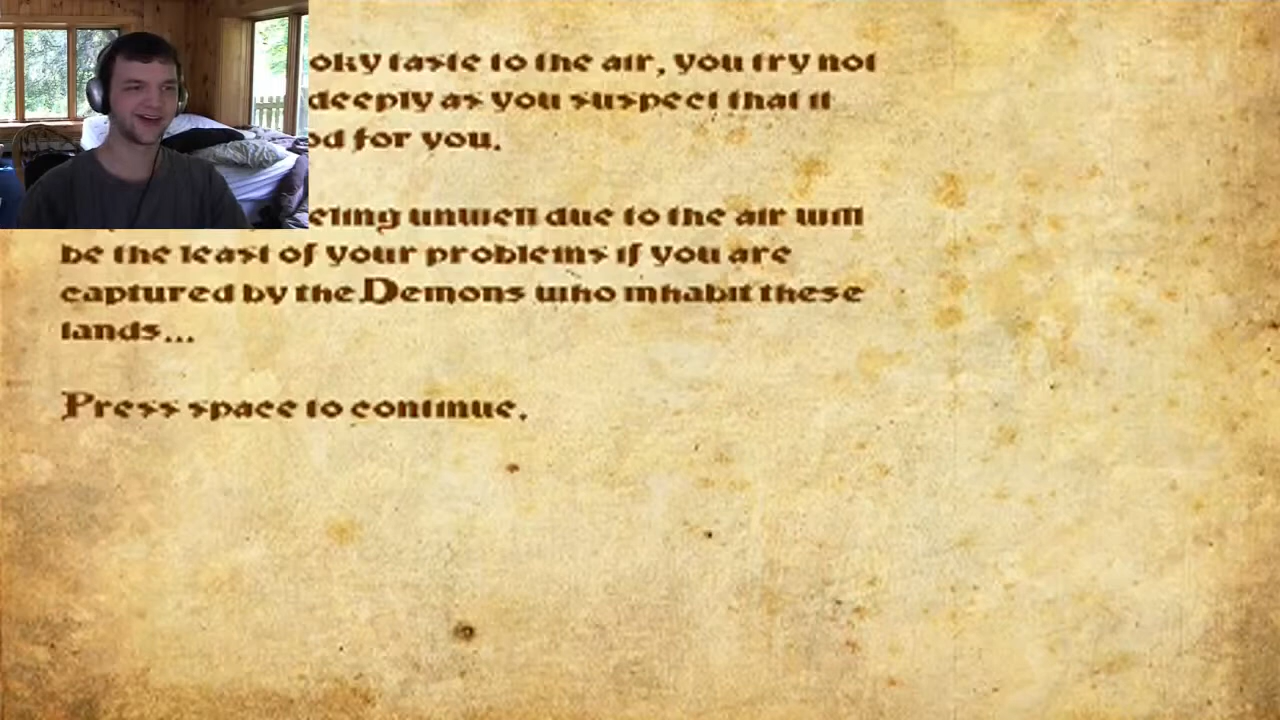 oky taste to the air, you try not
deeply as you suspect that it
od for you.
eling unwell due to the air will
be the least of your problems if you are
captured by the Demons who inhabit these
lands...
Press space to continue.